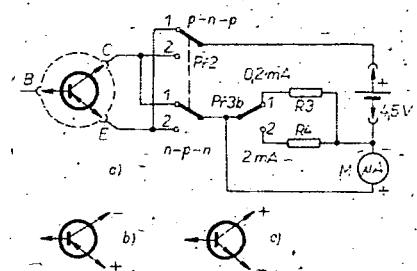 1 p-n-p
C
2 Př2
B
0,2mA
1 Př3b 1 R3
+
4,5V
E
2 2 R4
-
n-p-n 2mA M μA
a)
+
- +
b) c)
+ -